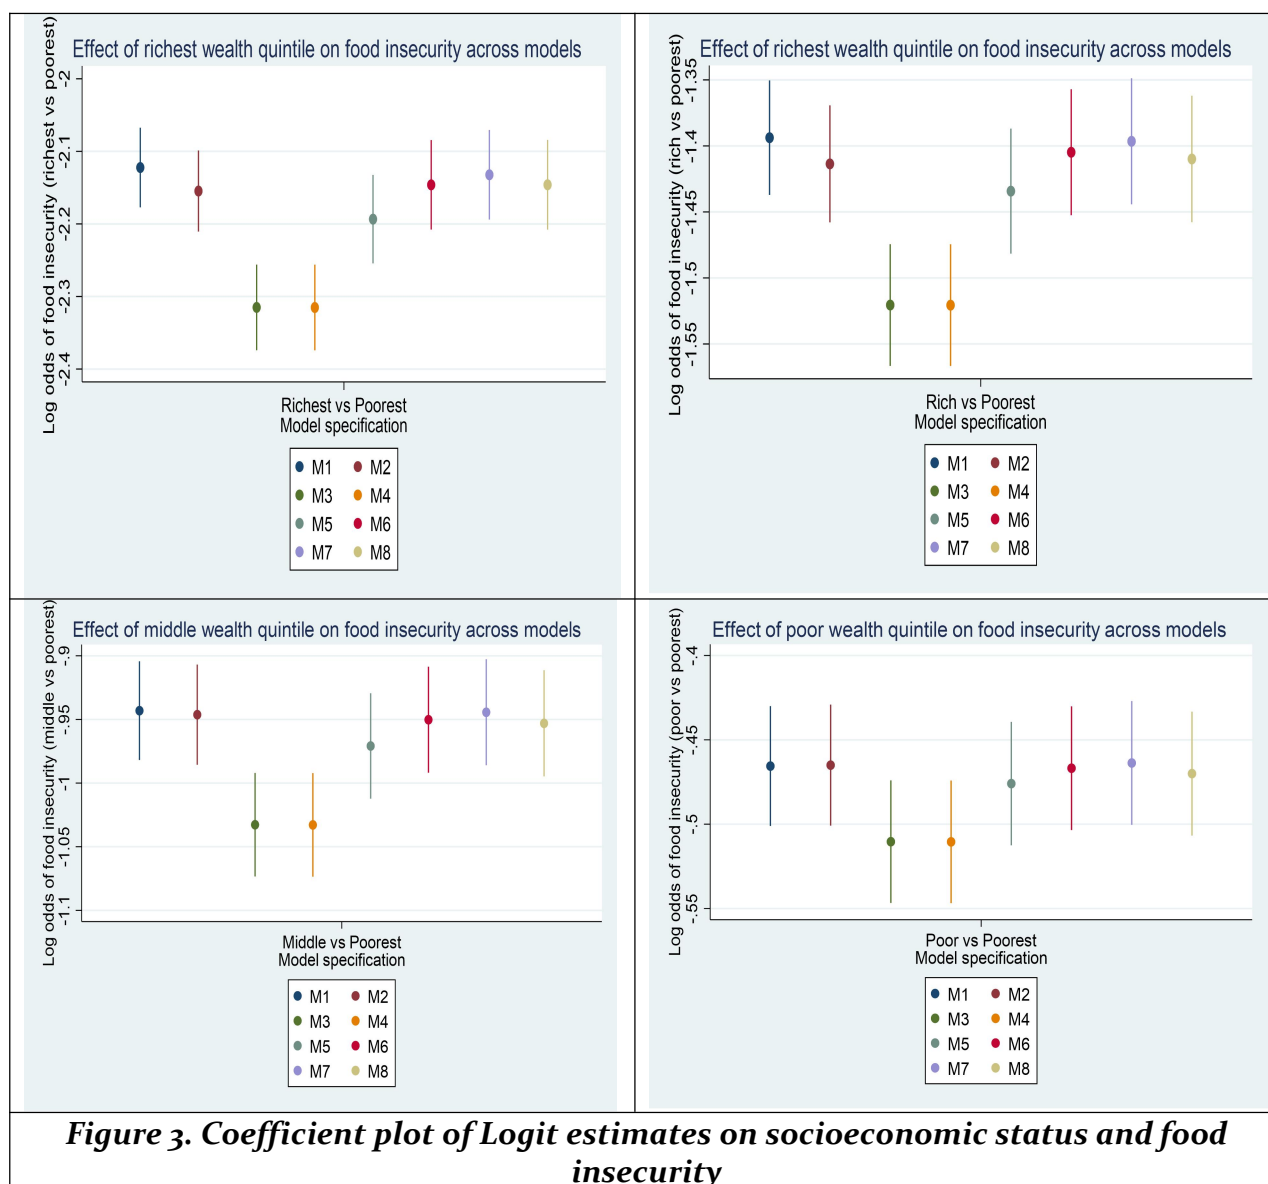 Effect of richest wealth quintile on food insecurity across models
Log odds of food insecurity (richest vs poorest)
-2
-2.1
-2.2
-2.3
-2.4
Richest vs Poorest
Model specification
M1 M2
M3 M4
M5 M6
M7 M8
Effect of richest wealth quintile on food insecurity across models
Log odds of food insecurity (rich vs poorest)
-1.35
-1.4
-1.45
-1.5
-1.55
Rich vs Poorest
Model specification
M1 M2
M3 M4
M5 M6
M7 M8
Effect of middle wealth quintile on food insecurity across models
Log odds of food insecurity (middle vs poorest)
-.9
-.95
-1
-1.05
-1.1
Middle vs Poorest
Model specification
M1 M2
M3 M4
M5 M6
M7 M8
Effect of poor wealth quintile on food insecurity across models
Log odds of food insecurity (poor vs poorest)
-.4
-.45
-.5
-.55
Poor vs Poorest
Model specification
M1 M2
M3 M4
M5 M6
M7 M8
Figure 3. Coefficient plot of Logit estimates on socioeconomic status and food
insecurity